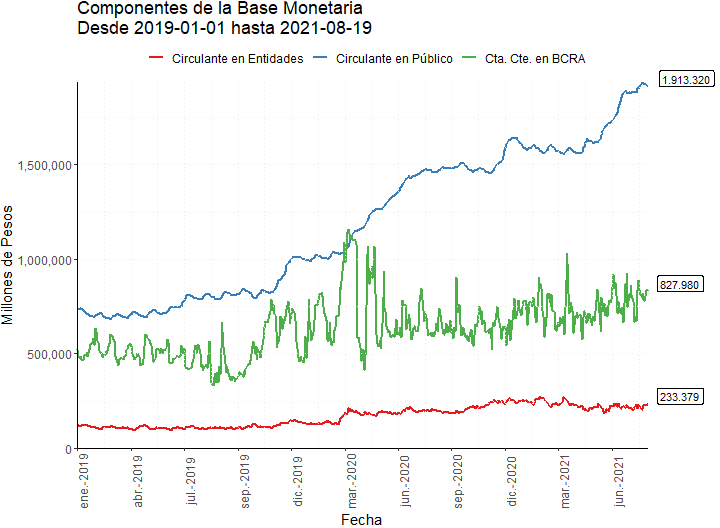 Componentes de la Base Monetaria
Desde 2019-01-01 hasta 2021-08-19
Circulante en Entidades Circulante en Público Cta. Cte. en BCRA
1.913.320
1,500,000
1,000,000
827.980
500,000
233.379
0
Millones de Pesos
ene.-2019 abr.-2019 jul.-2019 sep.-2019 dic.-2019 mar.-2020 jun.-2020 sep.-2020 dic.-2020 mar.-2021 jun.-2021
Fecha